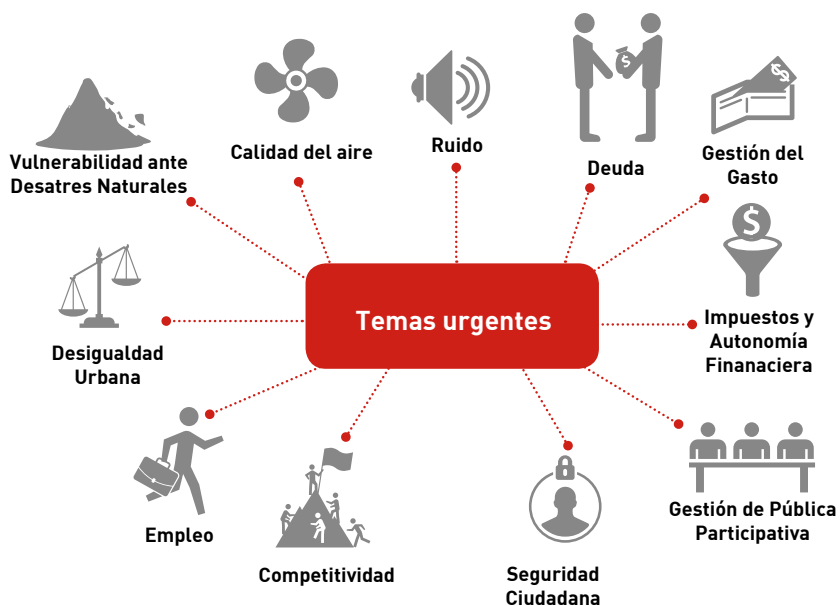 Vulnerabilidad ante
Desatres Naturales
Calidad del aire
Ruido
Deuda
$
Gestión del
Gasto
$
Temas urgentes
Desigualdad
Urbana
$
Impuestos y
Autonomía
Finanaciera
Empleo
Competitividad
Seguridad
Ciudadana
Gestión de Pública
Participativa